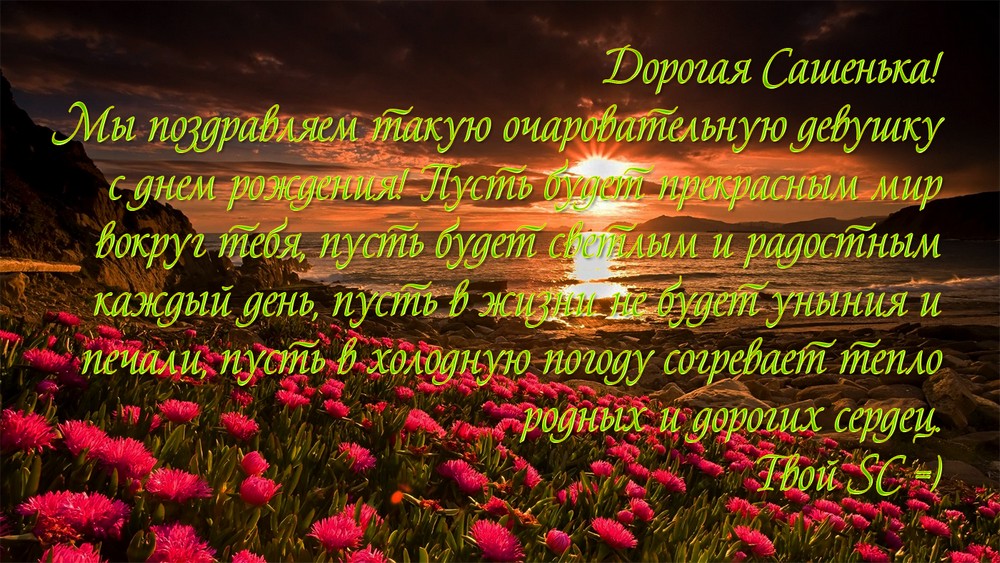 Дорогая Сашенька!
Мы поздравляем такую очаровательную девушку
с днем рождения! Пусть будет прекрасным мир
вокруг тебя, пусть будет светлым и радостным
каждый день, пусть в жизни не будет уныния и
печали, пусть в холодную погоду согревает тепло
родных и дорогих сердец.
Твой SC =)